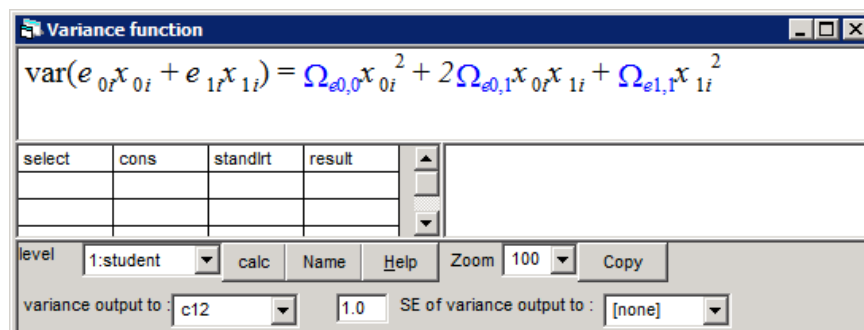 Variance function
var(e₀ᵢx₀ᵢ + e₁ᵢx₁ᵢ) = Ωₑ₀,₀x₀ᵢ² + 2Ωₑ₀,₁x₀ᵢx₁ᵢ + Ωₑ₁,₁x₁ᵢ²
select cons standlrt result
level 1:student calc Name Help Zoom 100 Copy
variance output to : c12 1.0 SE of variance output to : [none]